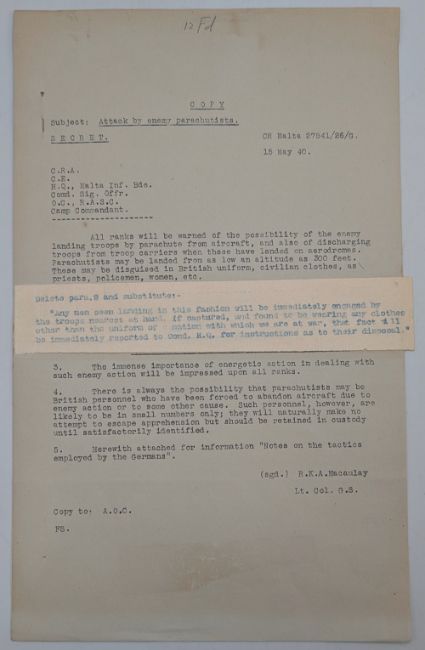 12 Fd
COPY
Subject: Attack by enemy parachutists.
SECRET.
CR Malta 27541/26/G.
15 May 40.
C.R.A.
C.E.
H.Q., Malta Inf. Bde.
Comd. Sig. Offr.
O.C., R.A.S.C.
Camp Commandant.
All ranks will be warned of the possibility of the enemy
landing troops by parachute from aircraft, and also of discharging
troops from troop carriers when these have landed on aerodromes.
Parachutists may be landed from as low an altitude as 300 feet.
These may be disguised in British uniform, civilian clothes, as
priests, policemen, women, etc.
Delete para.2 and substitute:-
"Any men seen landing in this fashion will be immediately engaged by
the troops nearest at hand. If captured, and found to be wearing any clothes
other than the uniform of a nation with which we are at war, that fact will
be immediately reported to Comd. H.Q. for instructions as to their disposal."
3. The immense importance of energetic action in dealing with
such enemy action will be impressed upon all ranks.
4. There is always the possibility that parachutists may be
British personnel who have been forced to abandon aircraft due to
enemy action or to some other cause. Such personnel, however, are
likely to be in small numbers only; they will naturally make no
attempt to escape apprehension but should be retained in custody
until satisfactorily identified.
5. Herewith attached for information "Notes on the tactics
employed by the Germans".
(sgd.) R.K.A.Macaulay
Lt. Col. G.S.
Copy to: A.O.C.
FS.